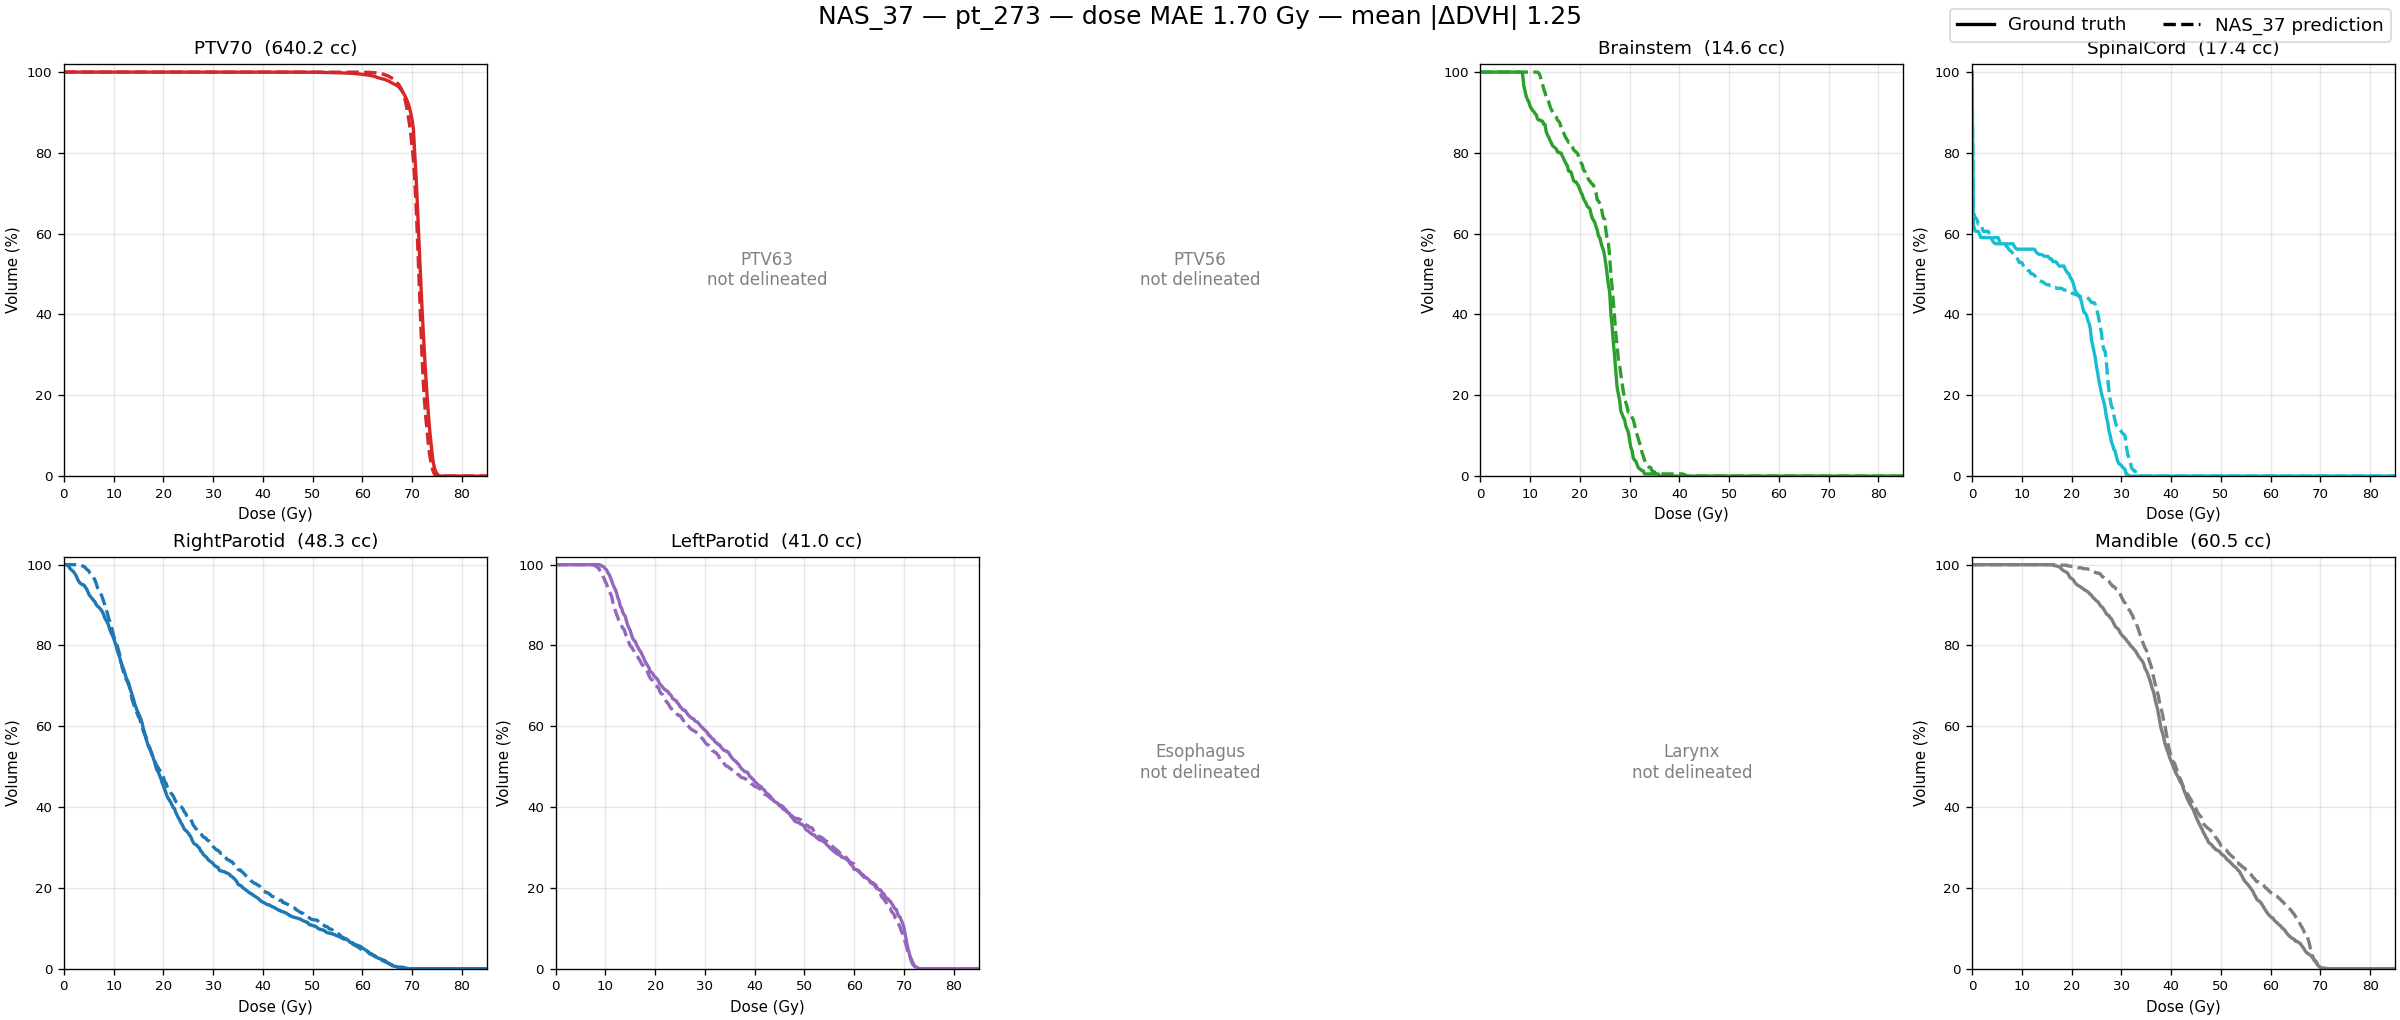 NAS_37 — pt_273 — dose MAE 1.70 Gy — mean |ΔDVH| 1.25
Ground truth
NAS_37 prediction
PTV70  (640.2 cc)
100
80
60
40
20
0
Volume (%)
0 10 20 30 40 50 60 70 80
Dose (Gy)
PTV63
not delineated
PTV56
not delineated
Brainstem  (14.6 cc)
100
80
60
40
20
0
Volume (%)
0 10 20 30 40 50 60 70 80
Dose (Gy)
SpinalCord  (17.4 cc)
100
80
60
40
20
0
Volume (%)
0 10 20 30 40 50 60 70 80
Dose (Gy)
RightParotid  (48.3 cc)
100
80
60
40
20
0
Volume (%)
0 10 20 30 40 50 60 70 80
Dose (Gy)
LeftParotid  (41.0 cc)
100
80
60
40
20
0
Volume (%)
0 10 20 30 40 50 60 70 80
Dose (Gy)
Esophagus
not delineated
Larynx
not delineated
Mandible  (60.5 cc)
100
80
60
40
20
0
Volume (%)
0 10 20 30 40 50 60 70 80
Dose (Gy)